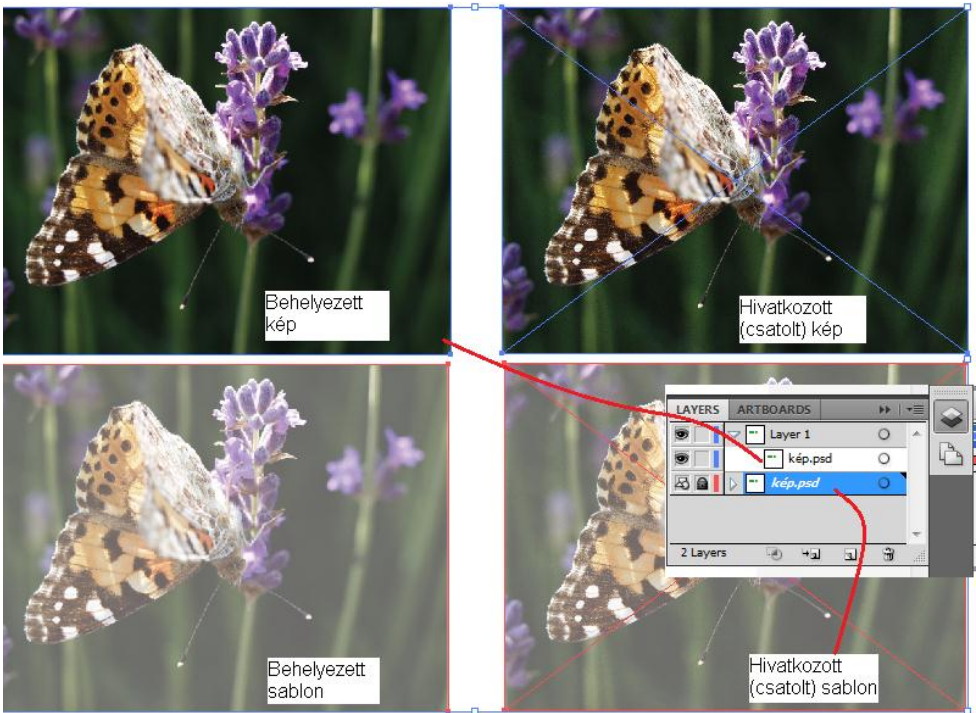 Behelyezett
kép
Hivatkozott
(csatolt) kép
LAYERS ARTBOARDS
Layer 1
kép.psd
kép.psd
2 Layers
Behelyezett
sablon
Hivatkozott
(csatolt) sablon